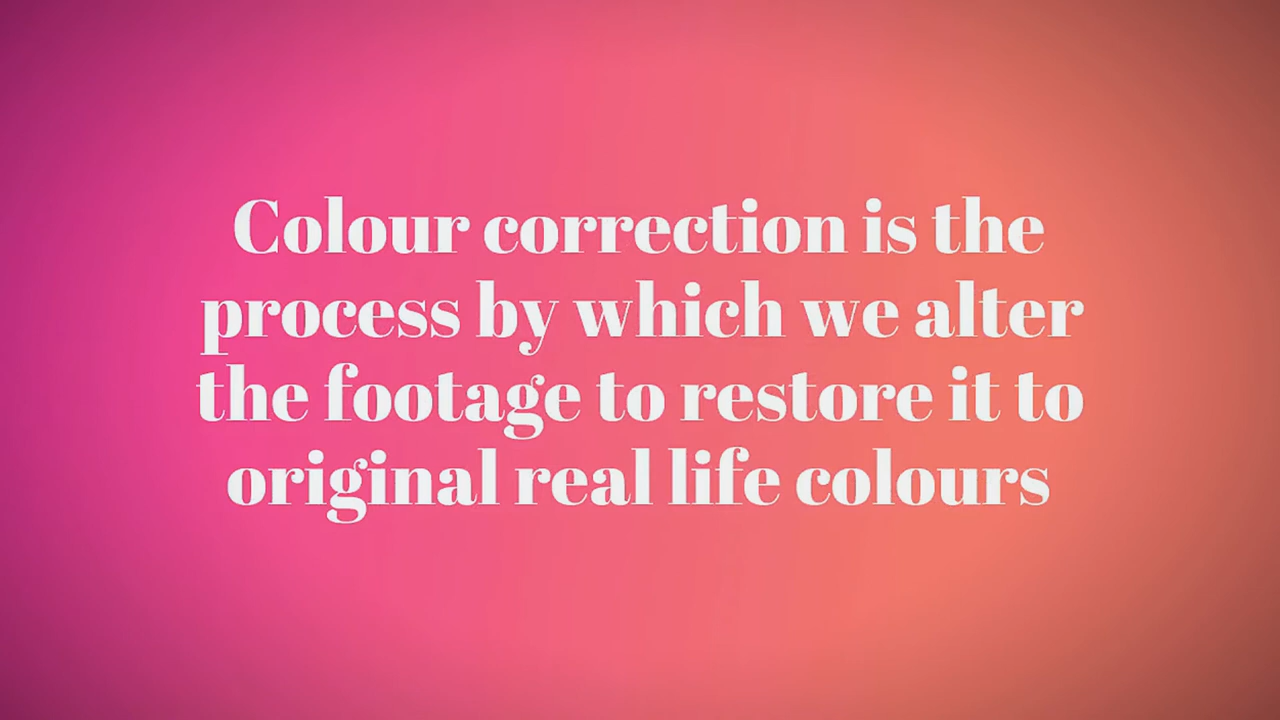 Colour correction is the
process by which we alter
the footage to restore it to
original real life colours